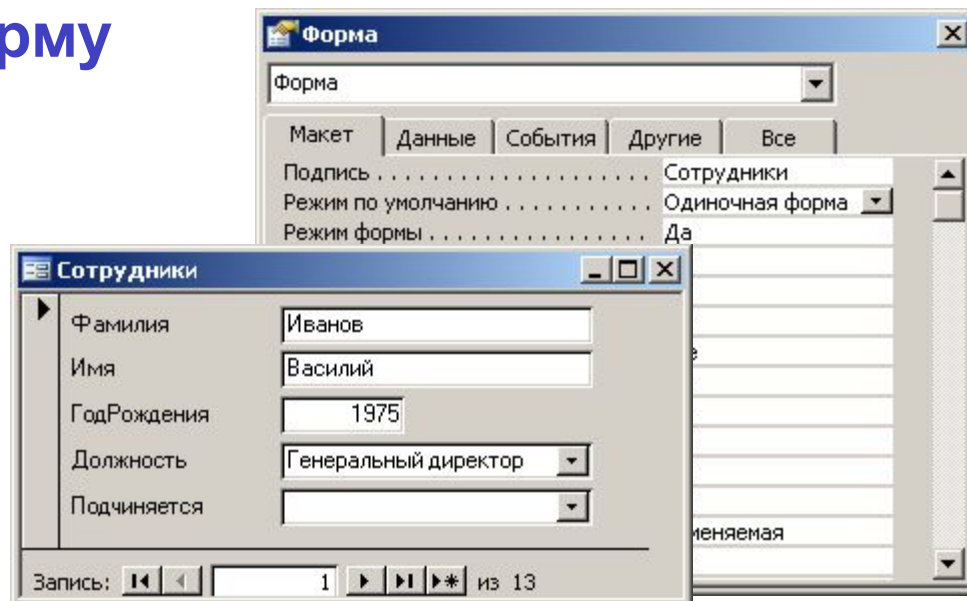 рму
Форма
Форма
Макет Данные События Другие Все
Подпись . . . . . . . . . . . . . . . . . . . . . Сотрудники
Режим по умолчанию . . . . . . . . . . . Одиночная форма
Режим формы . . . . . . . . . . . . . . . . Да
Сотрудники
Фамилия Иванов
Имя Василий
ГодРождения 1975
Должность Генеральный директор
Подчиняется
меняемая
Запись: 1 из 13